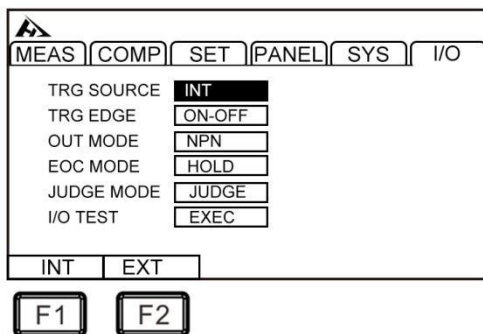 MEAS COMP SET PANEL SYS I/O
TRG SOURCE INT
TRG EDGE ON-OFF
OUT MODE NPN
EOC MODE HOLD
JUDGE MODE JUDGE
I/O TEST EXEC
INT EXT
F1 F2